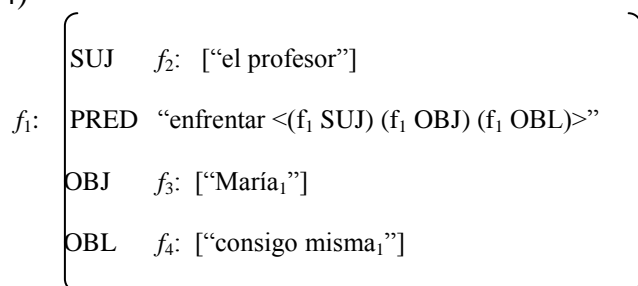 SUJ f₂: [“el profesor”]
f₁: PRED “enfrentar <(f₁ SUJ) (f₁ OBJ) (f₁ OBL)>”
OBJ f₃: [“María₁”]
OBL f₄: [“consigo misma₁”]